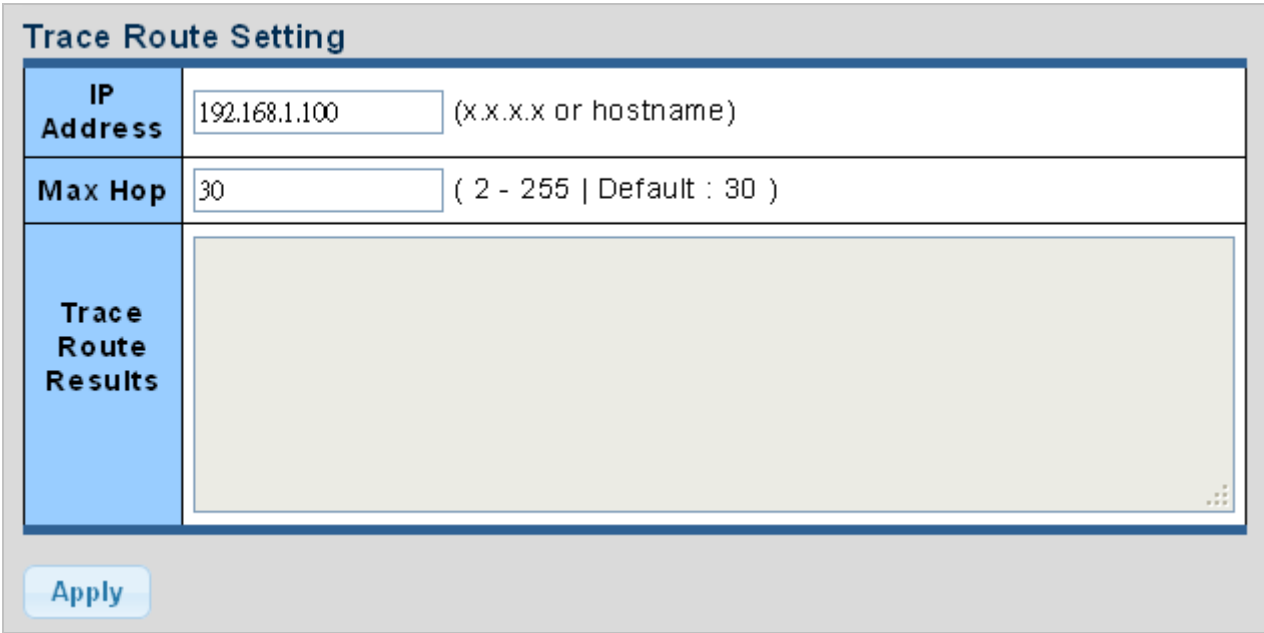 Trace Route Setting
IP
Address
192.168.1.100 (x.x.x.x or hostname)
Max Hop 30 ( 2 - 255 | Default : 30 )
Trace
Route
Results
Apply